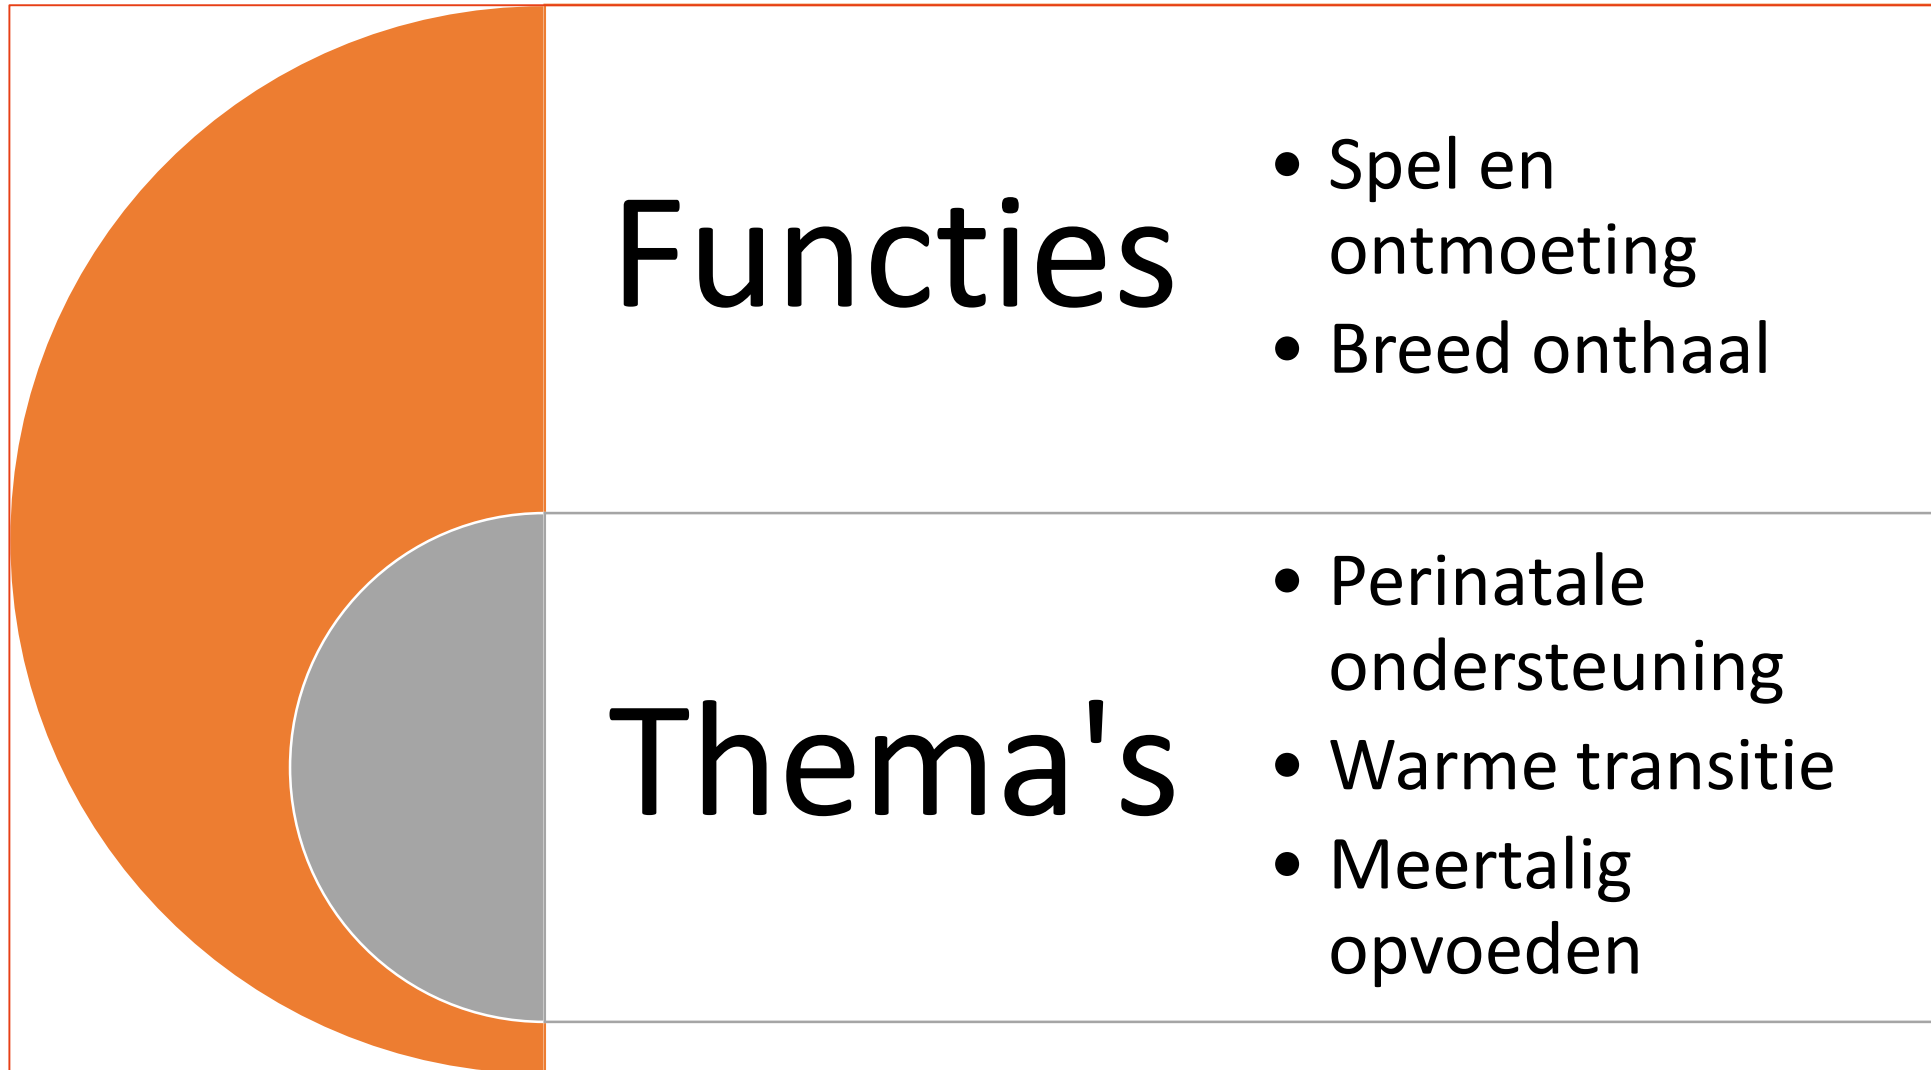 Functies
• Spel en
ontmoeting
• Breed onthaal
Thema's
• Perinatale
ondersteuning
• Warme transitie
• Meertalig
opvoeden